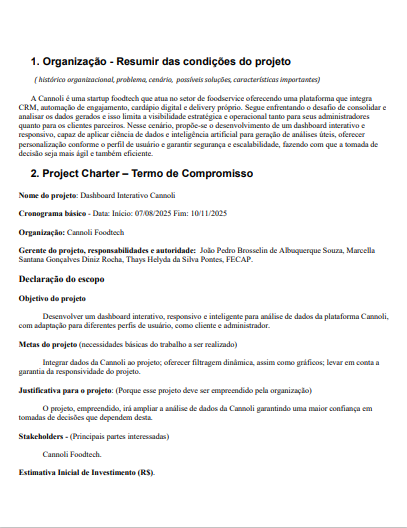 1. Organização - Resumir das condições do projeto
( histórico organizacional, problema, cenário, possíveis soluções, características importantes)
A Cannoli é uma startup foodtech que atua no setor de foodservice oferecendo uma plataforma que integra
CRM, automação de engajamento, cardápio digital e delivery próprio. Segue enfrentando o desafio de consolidar e
analisar os dados gerados e isso limita a visibilidade estratégica e operacional tanto para seus administradores
quanto para os clientes parceiros. Nesse cenário, propõe-se o desenvolvimento de um dashboard interativo e
responsivo, capaz de aplicar ciência de dados e inteligência artificial para geração de análises úteis, oferecer
personalização conforme o perfil de usuário e garantir segurança e escalabilidade, fazendo com que a tomada de
decisão seja mais ágil e também eficiente.
2. Project Charter – Termo de Compromisso
Nome do projeto: Dashboard Interativo Cannoli
Cronograma básico - Data: Início: 07/08/2025 Fim: 10/11/2025
Organização: Cannoli Foodtech
Gerente do projeto, responsabilidades e autoridade: João Pedro Brosselin de Albuquerque Souza, Marcella
Santana Gonçalves Diniz Rocha, Thays Helyda da Silva Pontes, FECAP.
Declaração do escopo
Objetivo do projeto
Desenvolver um dashboard interativo, responsivo e inteligente para análise de dados da plataforma Cannoli,
com adaptação para diferentes perfis de usuário, como cliente e administrador.
Metas do projeto (necessidades básicas do trabalho a ser realizado)
Integrar dados da Cannoli ao projeto; oferecer filtragem dinâmica, assim como gráficos; levar em conta a
garantia da responsividade do projeto.
Justificativa para o projeto: (Porque esse projeto deve ser empreendido pela organização)
O projeto, empreendido, irá ampliar a análise de dados da Cannoli garantindo uma maior confiança em
tomadas de decisões que dependem desta.
Stakeholders - (Principais partes interessadas)
Cannoli Foodtech.
Estimativa Inicial de Investimento (R$).